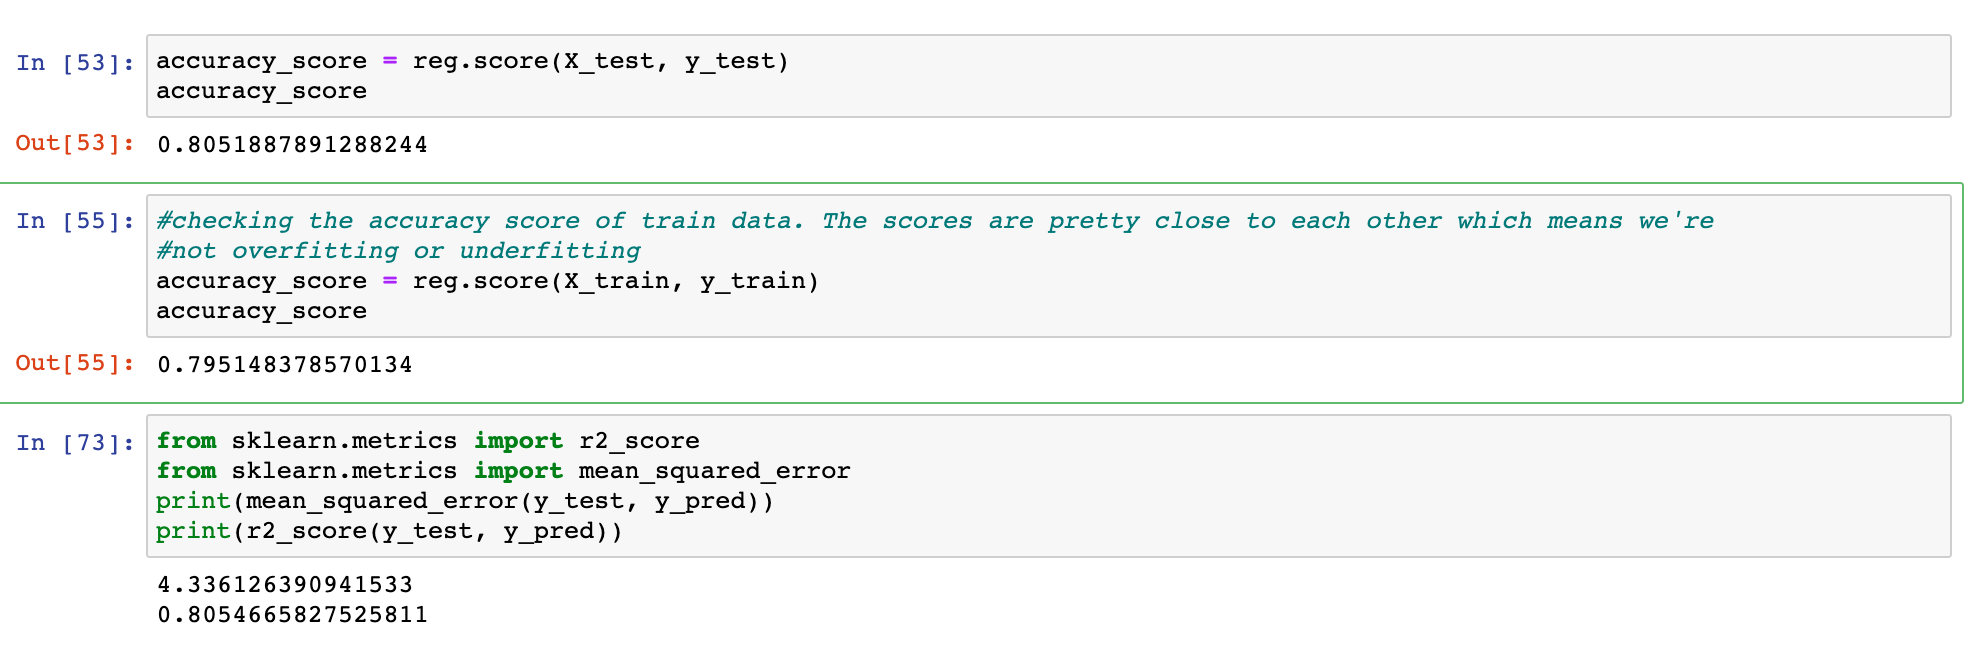 In [53]: accuracy_score = reg.score(X_test, y_test)
accuracy_score
Out[53]: 0.8051887891288244
In [55]: #checking the accuracy score of train data. The scores are pretty close to each other which means we're
#not overfitting or underfitting
accuracy_score = reg.score(X_train, y_train)
accuracy_score
Out[55]: 0.795148378570134
In [73]: from sklearn.metrics import r2_score
from sklearn.metrics import mean_squared_error
print(mean_squared_error(y_test, y_pred))
print(r2_score(y_test, y_pred))
4.336126390941533
0.8054665827525811